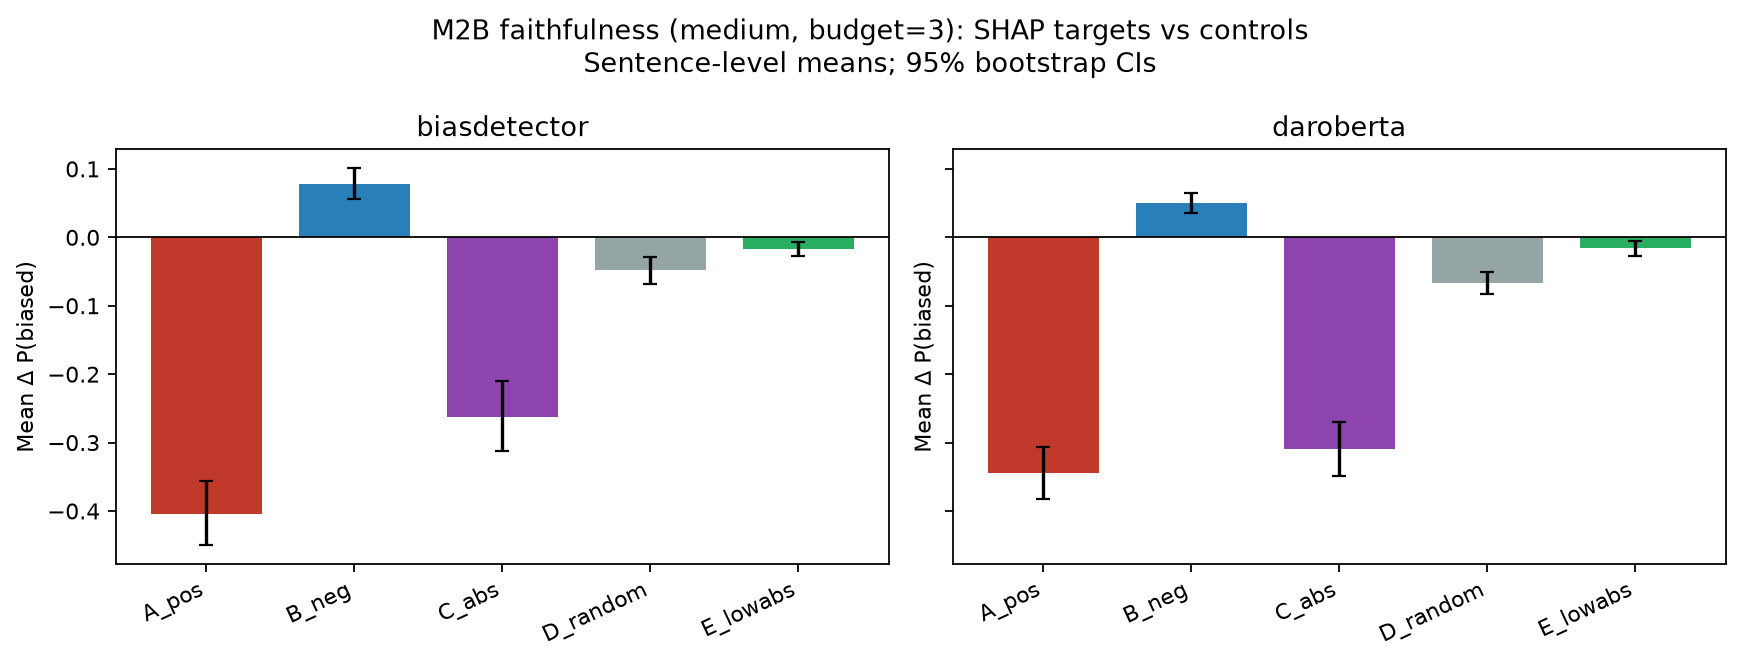 M2B faithfulness (medium, budget=3): SHAP targets vs controls
Sentence-level means; 95% bootstrap CIs
biasdetector
Mean Δ P(biased)
0.1
0.0
−0.1
−0.2
−0.3
−0.4
A_pos
B_neg
C_abs
D_random
E_lowabs
daroberta
Mean Δ P(biased)
A_pos
B_neg
C_abs
D_random
E_lowabs